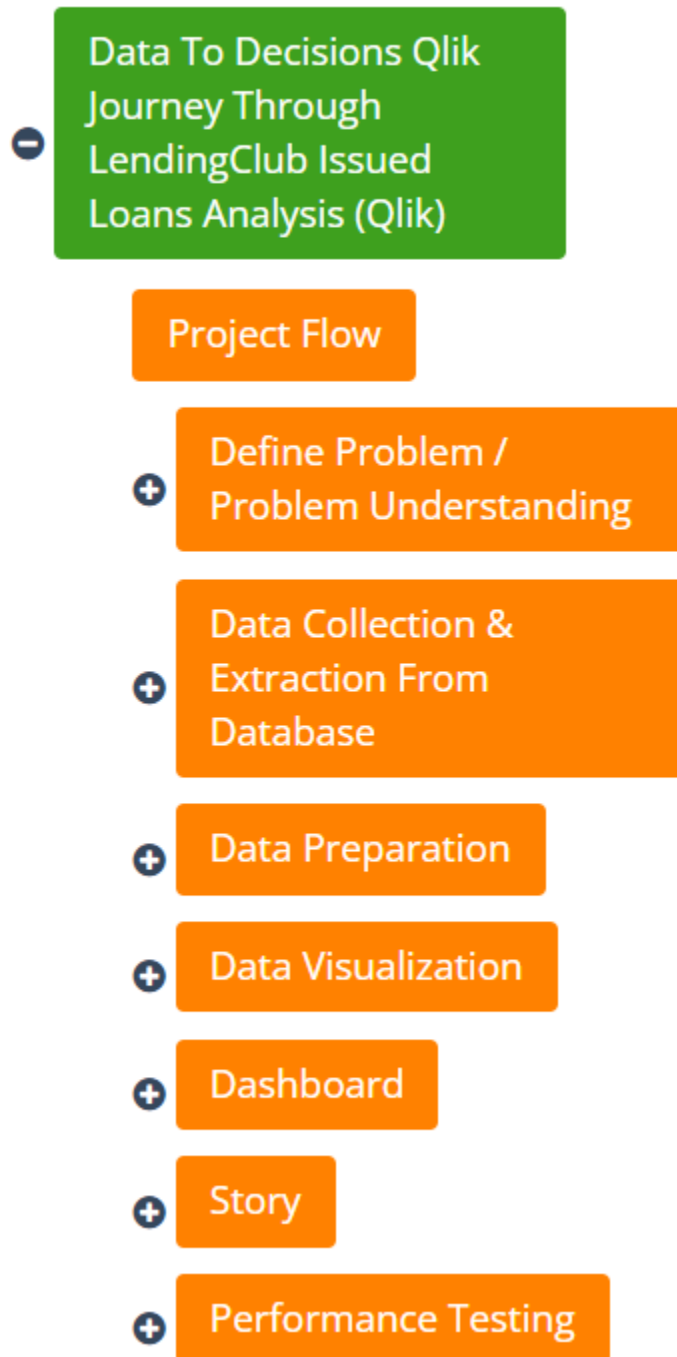 Data To Decisions Qlik
Journey Through
LendingClub Issued
Loans Analysis (Qlik)
Project Flow
Define Problem /
Problem Understanding
Data Collection &
Extraction From
Database
Data Preparation
Data Visualization
Dashboard
Story
Performance Testing